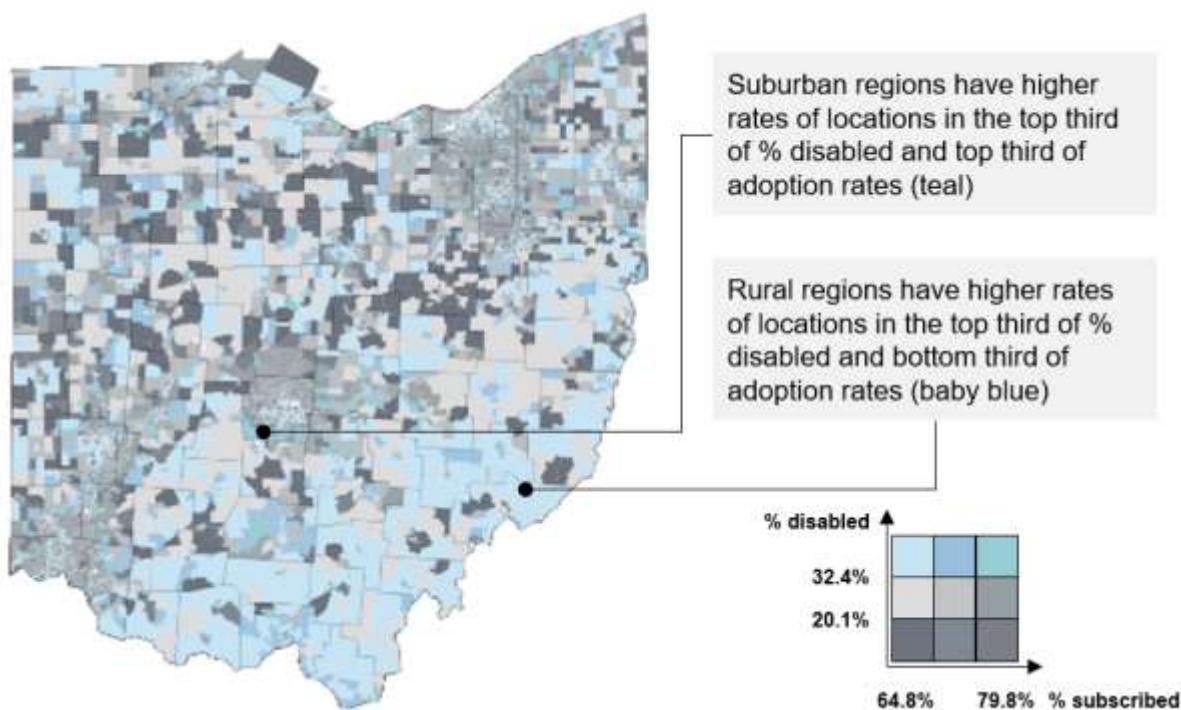 Suburban regions have higher
rates of locations in the top third
of % disabled and top third of
adoption rates (teal)
Rural regions have higher rates
of locations in the top third of %
disabled and bottom third of
adoption rates (baby blue)
% disabled
32.4%
20.1%
64.8% 79.8% % subscribed